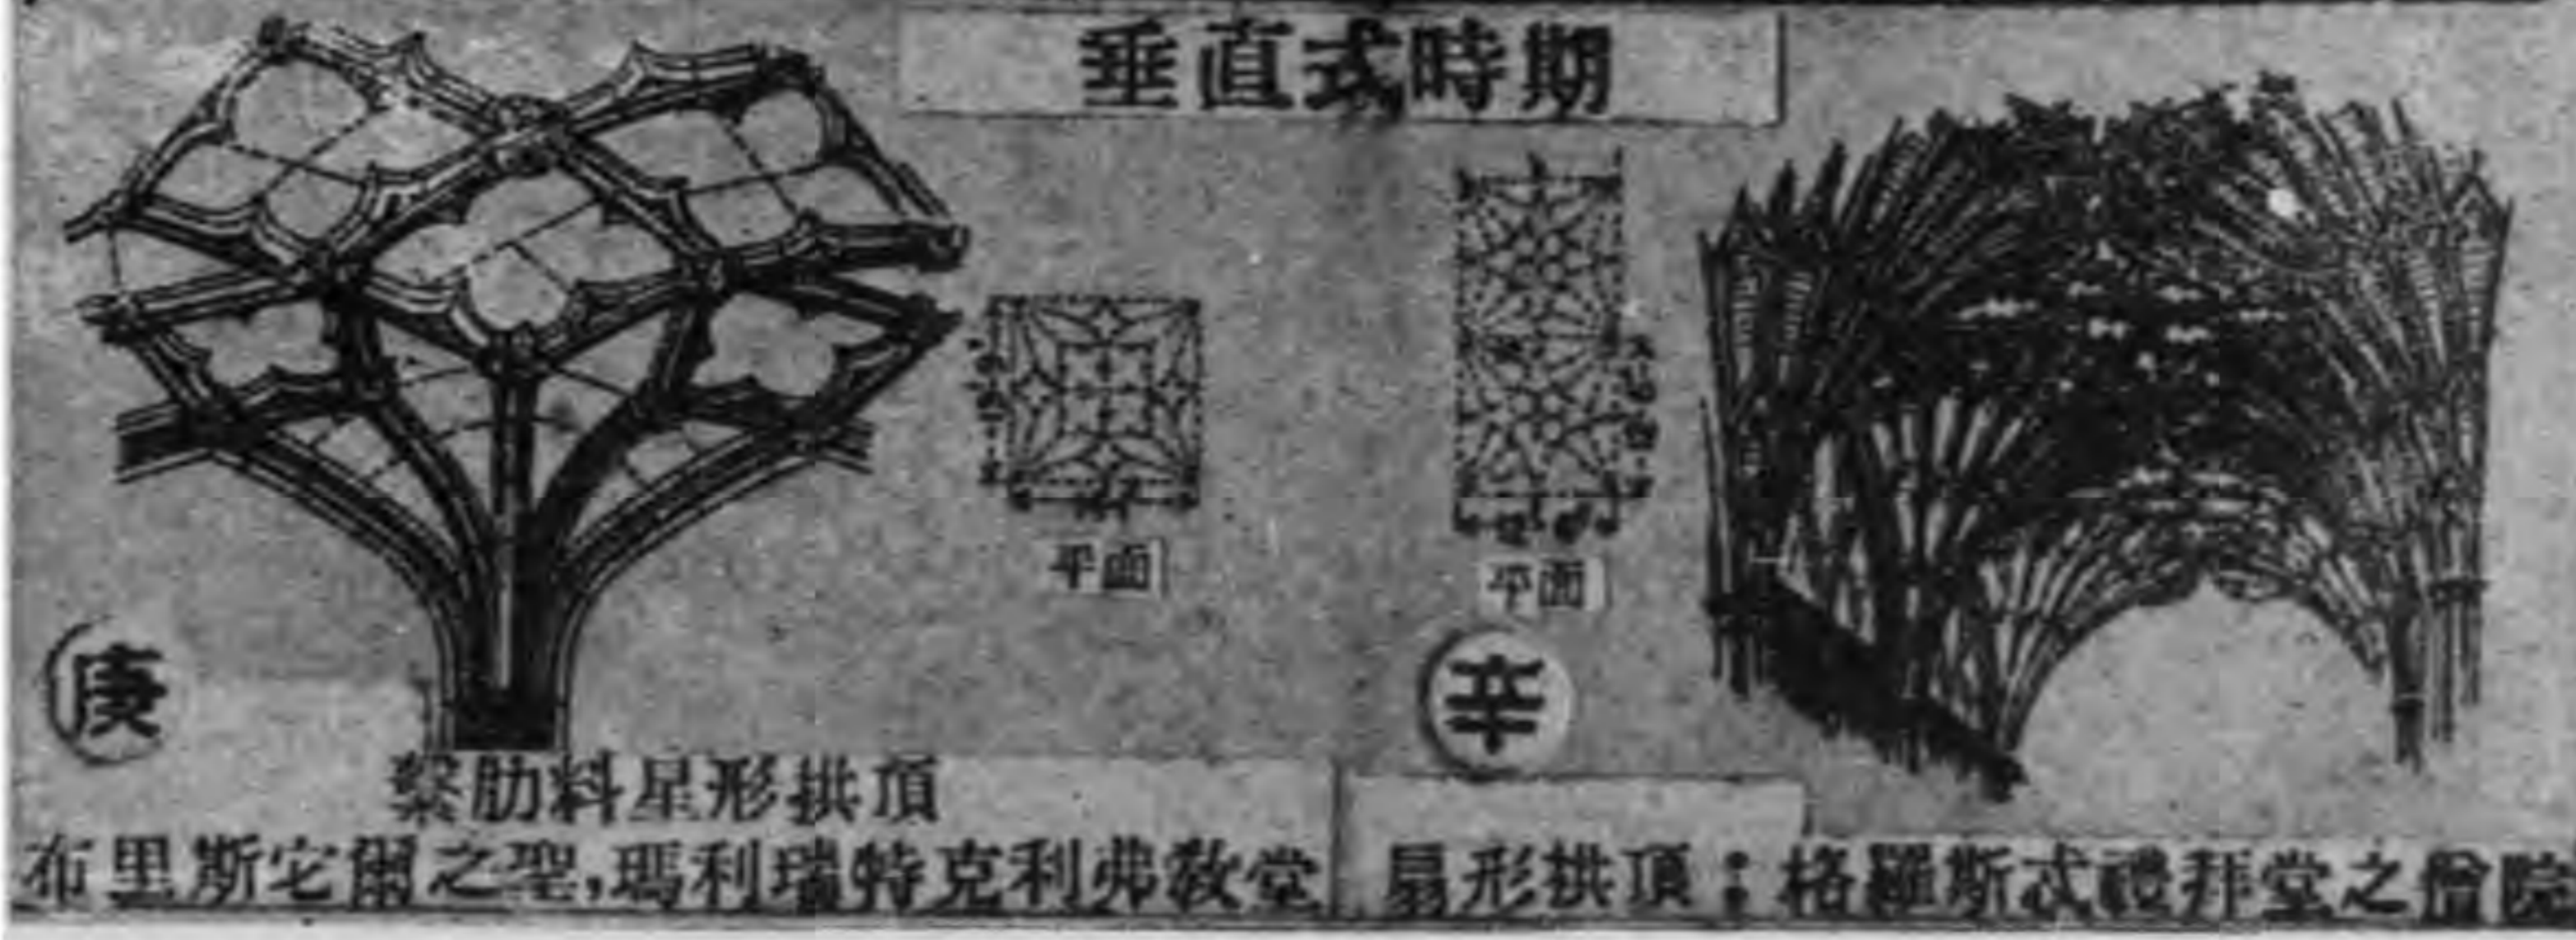 垂直式時期
平面
平面
庚
辛
繫肋料星形拱頂
布里斯宅爾之聖,瑪利瑞特克利弗教堂
扇形拱頂:格羅斯忒禮拜堂之僧院